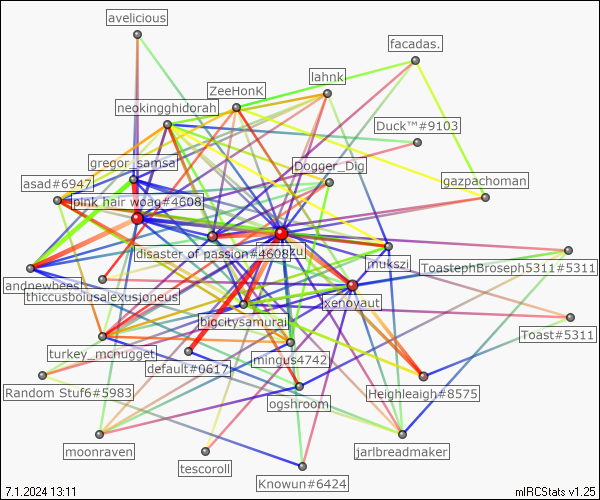 avelicious
facadas.
lahnk
ZeeHonK
neokingghidorah
Duck™#9103
gregor_samsa
Dogger_Dig
asad#6947
gazpachoman
pink hair woag#4608
disaster of passion#4608
mukszi
ToastephBroseph5311#5311
andnewbeesh
thiccusboiusalexusjoneus
xenoyaut
bigcitysamurai
Toast#5311
turkey_mcnugget
mingus4742
default#0617
Random Stuf6#5983
Heighleaigh#8575
ogshroom
moonraven
jarlbreadmaker
tescoroll
Knowun#6424
7.1.2024 13:11
mIRCStats v1.25